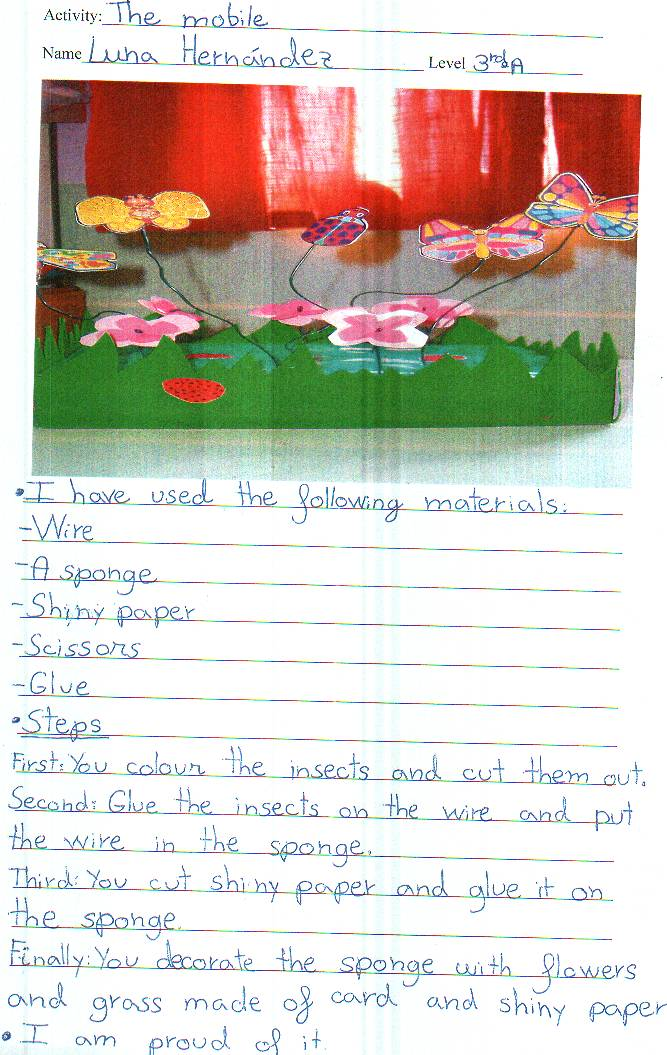 Activity: The mobile
Name Luna Hernández Level 3rd A
• I have used the following materials:
-Wire
-A sponge
-Shiny paper
-Scissors
-Glue
• Steps
First: You colour the insects and cut them out.
Second: Glue the insects on the wire and put
the wire in the sponge.
Third: You cut shiny paper and glue it on
the sponge.
Finally: You decorate the sponge with flowers
and grass made of card and shiny paper
• I am proud of it.